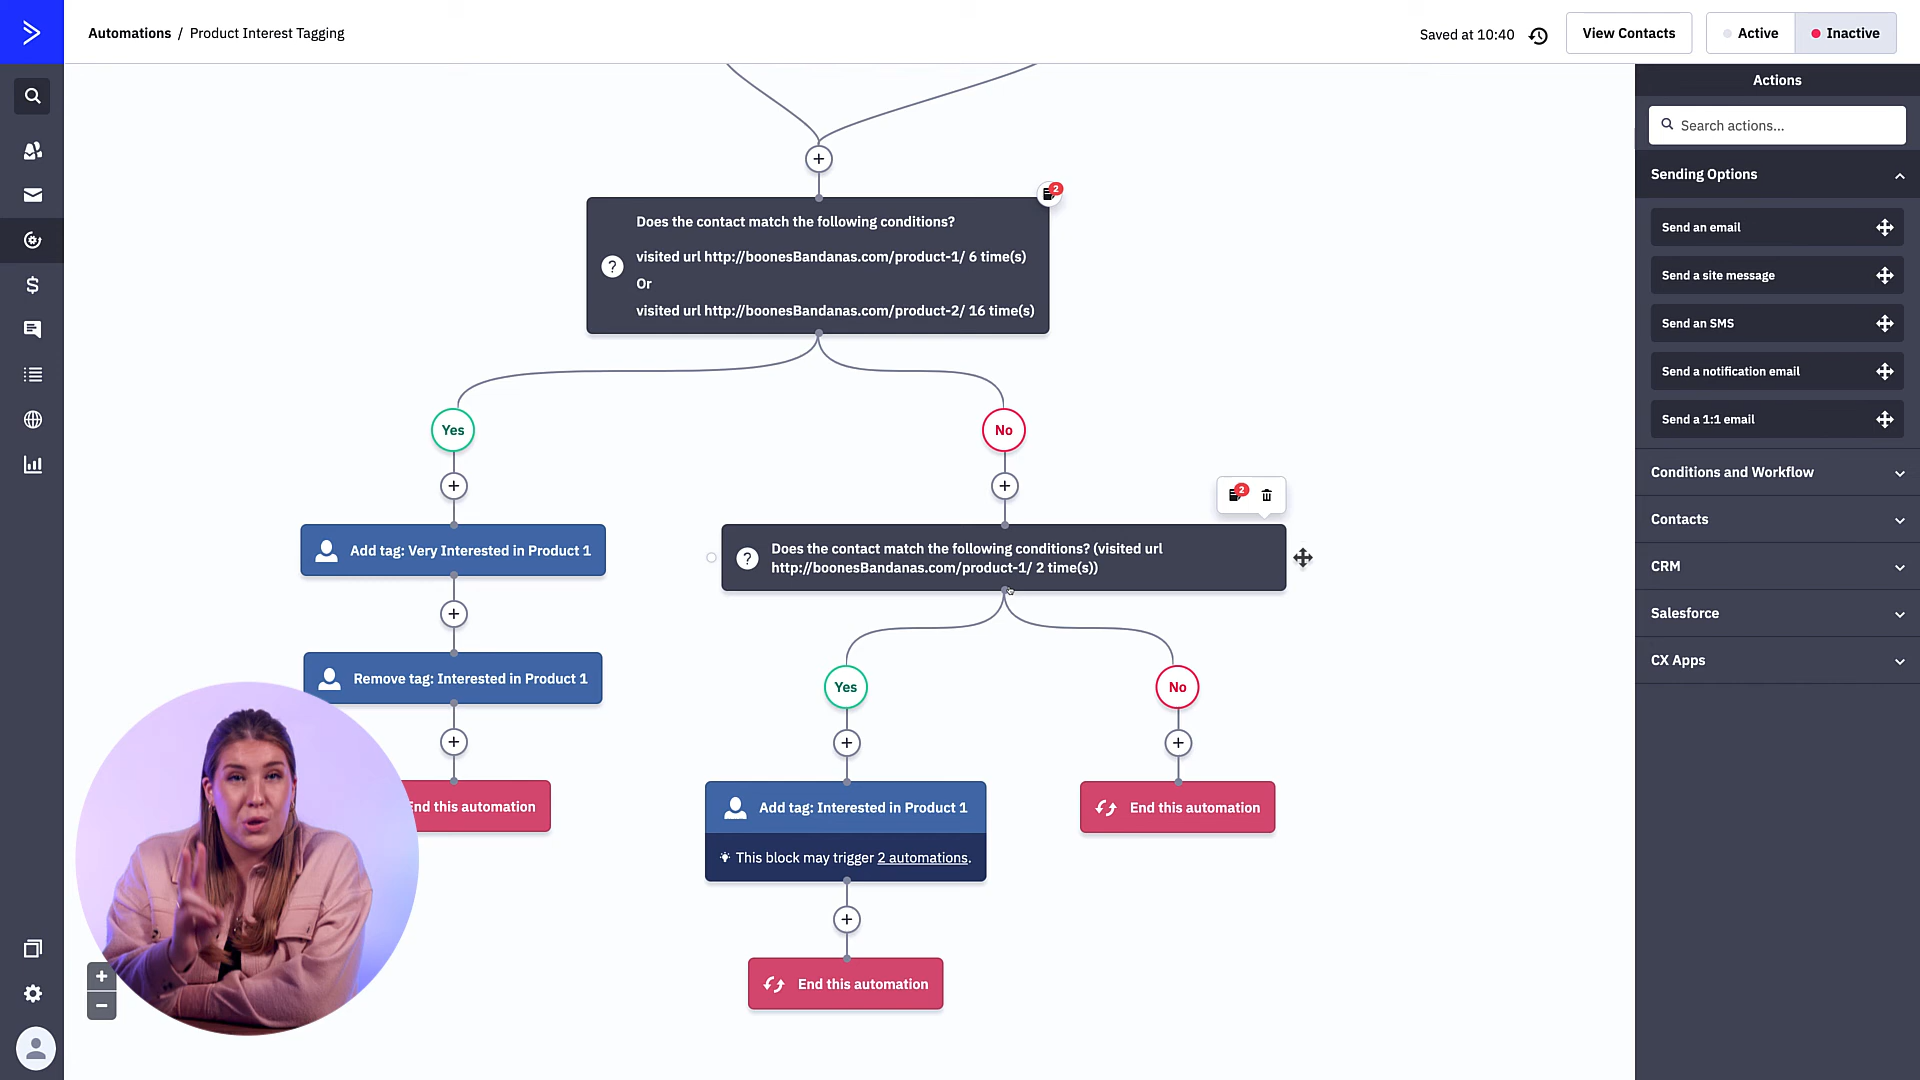 Automations / Product Interest Tagging
Saved at 10:40
View Contacts
Active
Inactive
Actions
Search actions...
Sending Options
Send an email
Send a site message
Send an SMS
Send a notification email
Send a 1:1 email
Conditions and Workflow
Contacts
CRM
Salesforce
CX Apps
2
Does the contact match the following conditions?
visited url http://boonesBandanas.com/product-1/ 6 time(s)
Or
visited url http://boonesBandanas.com/product-2/ 16 time(s)
Yes
No
2
Add tag: Very Interested in Product 1
Does the contact match the following conditions? (visited url
http://boonesBandanas.com/product-1/ 2 time(s))
Remove tag: Interested in Product 1
Yes
No
End this automation
Add tag: Interested in Product 1
This block may trigger 2 automations.
End this automation
End this automation